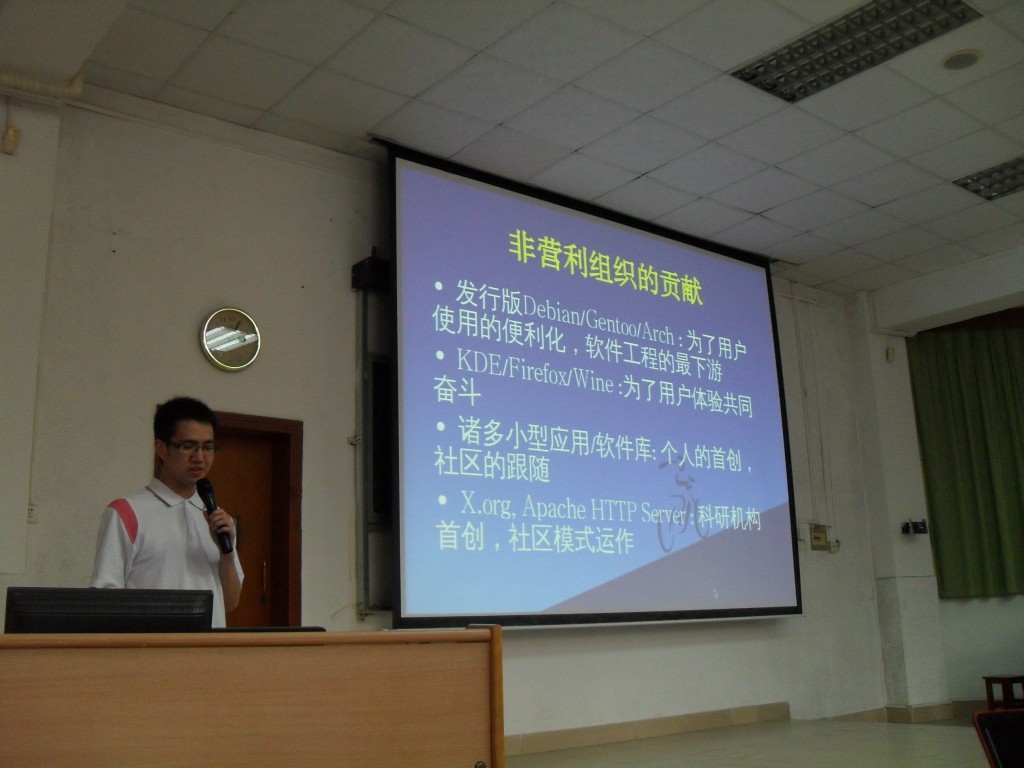 非营利组织的贡献
• 发行版Debian/Gentoo/Arch : 为了用户
使用的便利化，软件工程的最下游
• KDE/Firefox/Wine :为了用户体验共同
奋斗
• 诸多小型应用/软件库: 个人的首创，
社区的跟随
• X.org, Apache HTTP Server : 科研机构
首创，社区模式运作